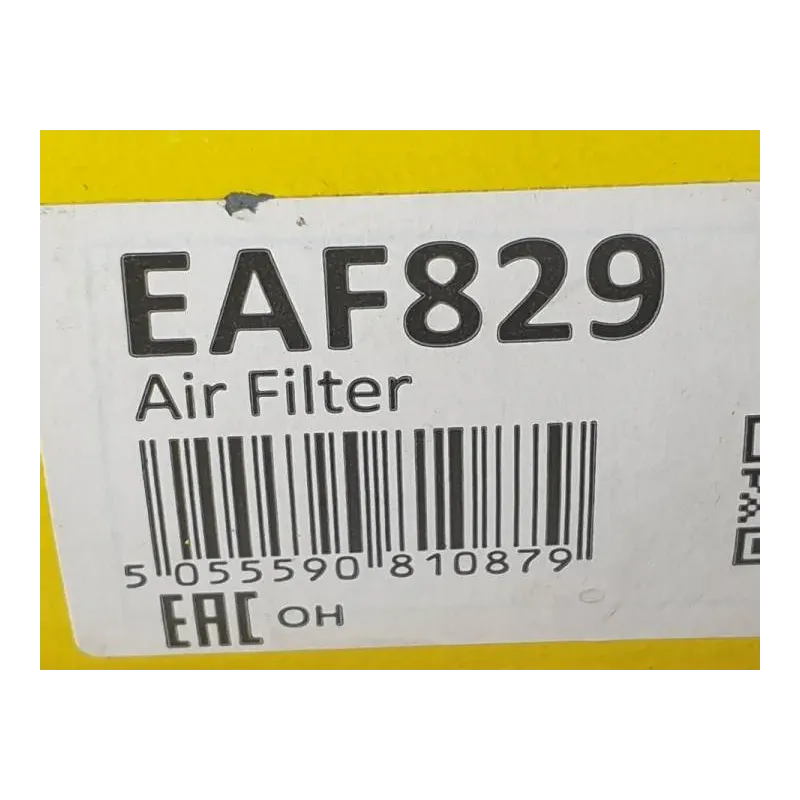 EAF829
Air Filter
5 055590 810879
EAC OH